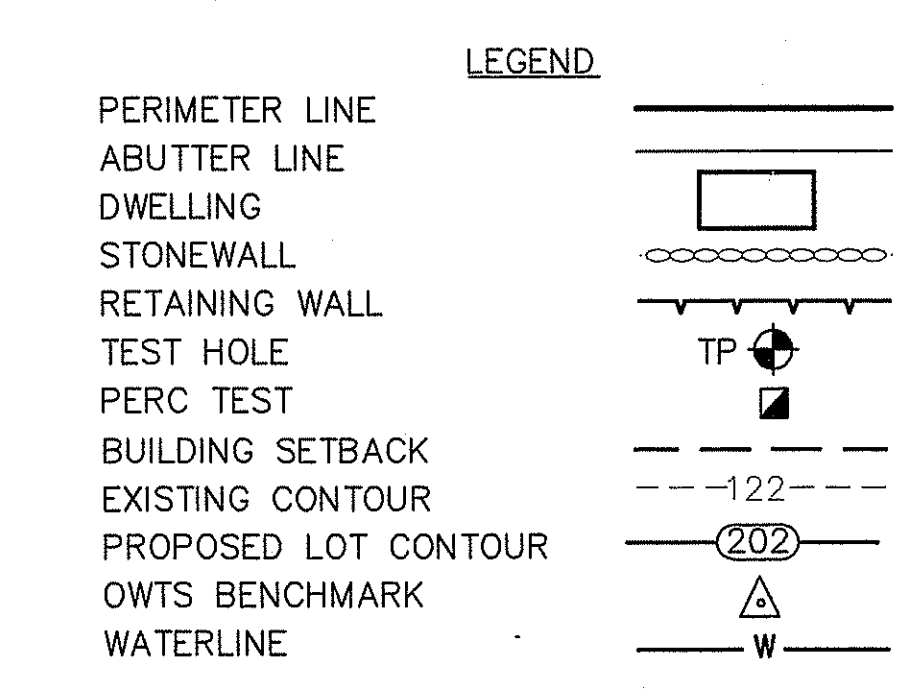 LEGEND
PERIMETER LINE
ABUTTER LINE
DWELLING
STONEWALL
RETAINING WALL
TEST HOLE TP
PERC TEST
BUILDING SETBACK
EXISTING CONTOUR 122
PROPOSED LOT CONTOUR 202
OWTS BENCHMARK
WATERLINE W